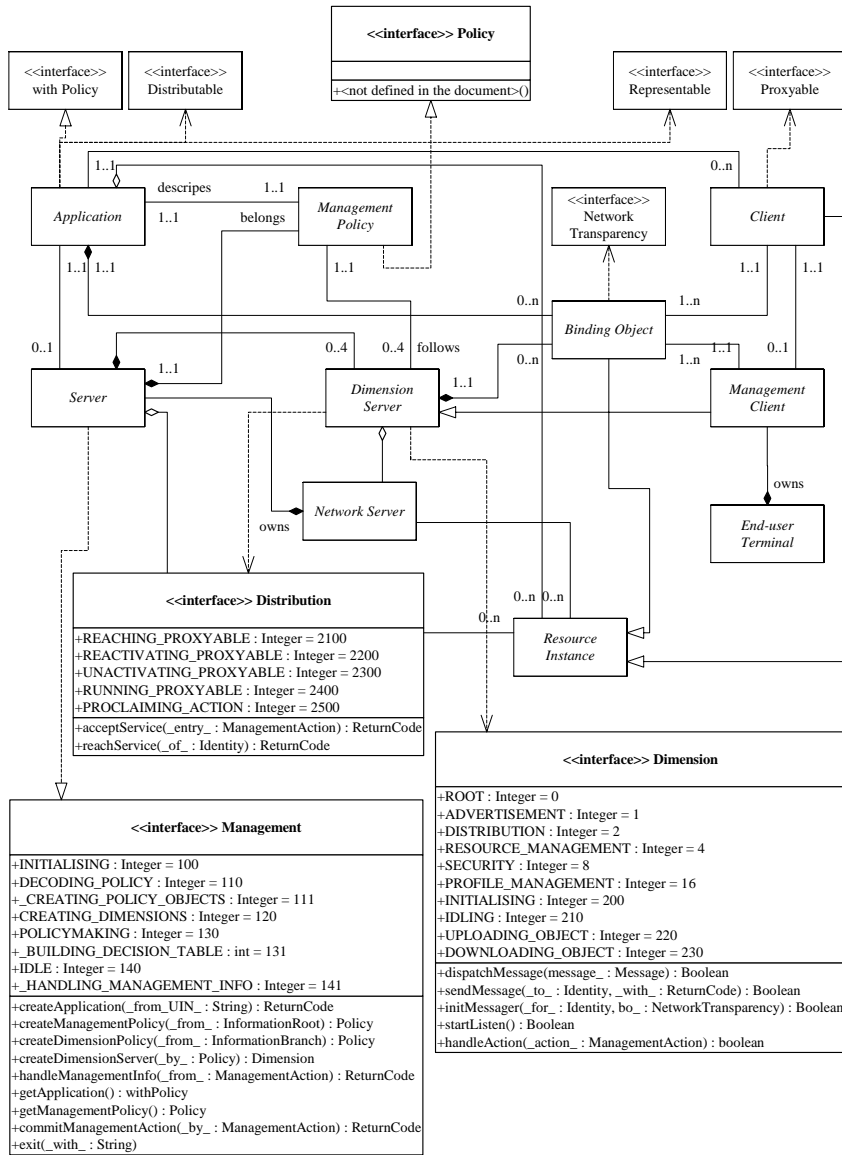 <<interface>> Policy
+<not defined in the document>()
<<interface>>
with Policy
<<interface>>
Distributable
<<interface>>
Representable
<<interface>>
Proxyable
1..1
0..n
descripes
1..1
Application
1..1
Management
Policy
belongs
<<interface>>
Network
Transparency
Client
1..1
1..1
1..1
1..1
1..1
0..n
1..n
Binding Object
0..1
0..4
0..4
follows
0..n
1..1
1..n
0..1
1..1
Server
Dimension
Server
1..1
Management
Client
owns
Network Server
owns
End-user
Terminal
<<interface>> Distribution
0..n
0..n
0..n
+REACHING_PROXYABLE : Integer = 2100
+REACTIVATING_PROXYABLE : Integer = 2200
+UNACTIVATING_PROXYABLE : Integer = 2300
+RUNNING_PROXYABLE : Integer = 2400
+PROCLAIMING_ACTION : Integer = 2500
+acceptService(_entry_ : ManagementAction) : ReturnCode
+reachService(_of_ : Identity) : ReturnCode
Resource
Instance
<<interface>> Dimension
+ROOT : Integer = 0
+ADVERTISEMENT : Integer = 1
+DISTRIBUTION : Integer = 2
+RESOURCE_MANAGEMENT : Integer = 4
+SECURITY : Integer = 8
+PROFILE_MANAGEMENT : Integer = 16
+INITIALISING : Integer = 200
+IDLING : Integer = 210
+UPLOADING_OBJECT : Integer = 220
+DOWNLOADING_OBJECT : Integer = 230
+dispatchMessage(message_ : Message) : Boolean
+sendMessage(_to_ : Identity, _with_ : ReturnCode) : Boolean
+initMessager(_for_ : Identity, bo_ : NetworkTransparency) : Boolean
+startListen() : Boolean
+handleAction(_action_ : ManagementAction) : boolean
<<interface>> Management
+INITIALISING : Integer = 100
+DECODING_POLICY : Integer = 110
+_CREATING_POLICY_OBJECTS : Integer = 111
+CREATING_DIMENSIONS : Integer = 120
+POLICYMAKING : Integer = 130
+_BUILDING_DECISION_TABLE : int = 131
+IDLE : Integer = 140
+_HANDLING_MANAGEMENT_INFO : Integer = 141
+createApplication(_from_UIN_ : String) : ReturnCode
+createManagementPolicy(_from_ : InformationRoot) : Policy
+createDimensionPolicy(_from_ : InformationBranch) : Policy
+createDimensionServer(_by_ : Policy) : Dimension
+handleManagementInfo(_from_ : ManagementAction) : ReturnCode
+getApplication() : withPolicy
+getManagementPolicy() : Policy
+commitManagementAction(_by_ : ManagementAction) : ReturnCode
+exit(_with_ : String)